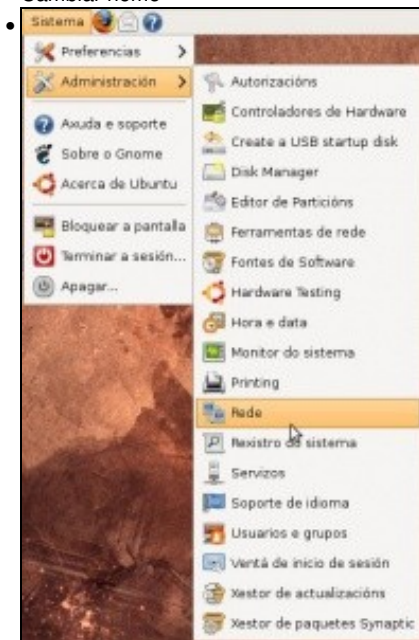 Cambiar nome
Sistema
Preferencias
Administración
Axuda e soporte
Sobre o Gnome
Acerca de Ubuntu
Bloquear a pantalla
Terminar a sesión...
Apagar...
Autorizacións
Controladores de Hardware
Create a USB startup disk
Disk Manager
Editor de Particións
Ferramentas de rede
Fontes de Software
Hardware Testing
Hora e data
Monitor do sistema
Printing
Rede
Rexistro do sistema
Servizos
Soporte de idioma
Usuarios e grupos
Ventá de inicio de sesión
Xestor de actualizacións
Xestor de paquetes Synaptic